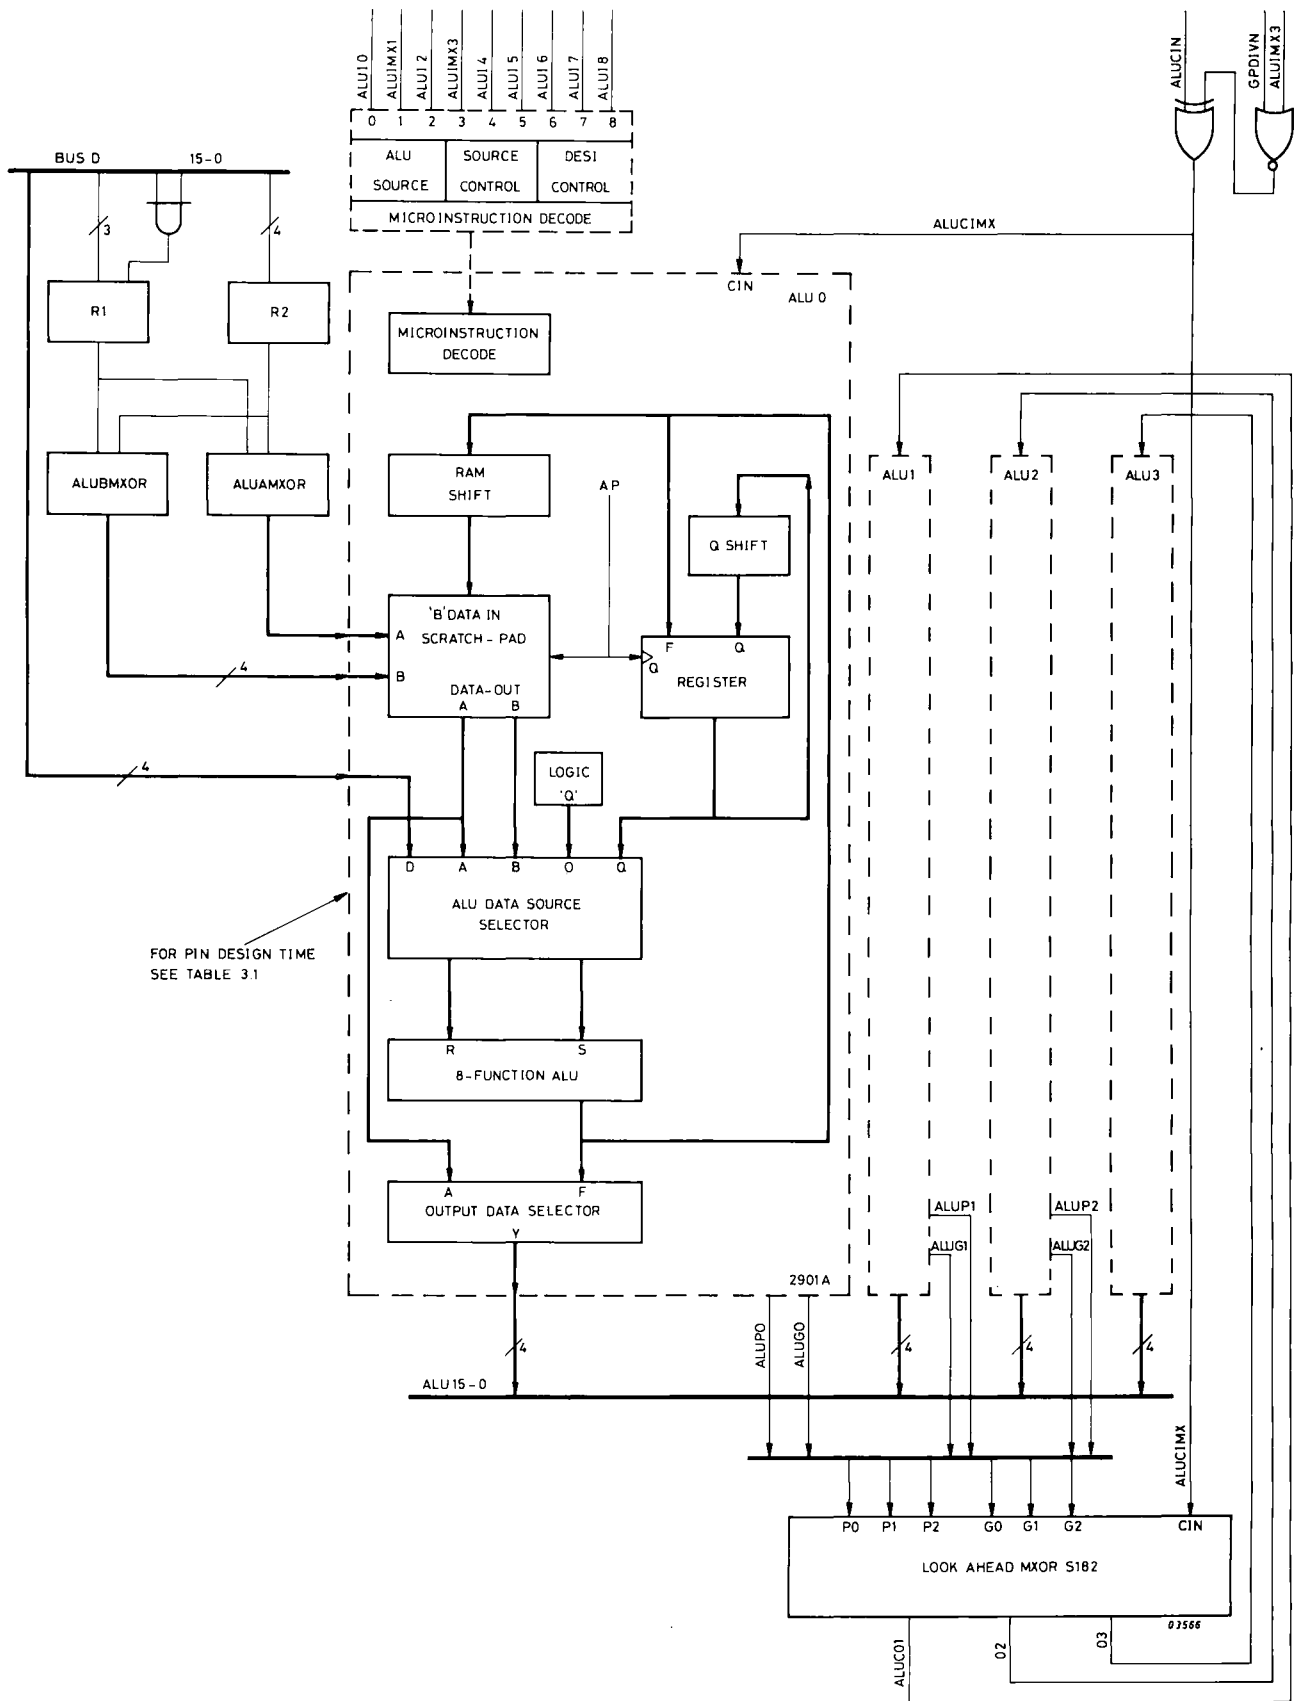 ALUI0
ALUIMX1
ALUI2
ALUIMX3
ALUI4
ALUI5
ALUI6
ALUI7
ALUI8
ALUCIN
GPDIVN
ALUIMX3
0 1 2 3 4 5 6 7 8
ALU SOURCE
SOURCE CONTROL
DESI CONTROL
MICROINSTRUCTION DECODE
BUS D 15-0
3
4
R1
R2
ALUCIMX
CIN
ALU 0
MICROINSTRUCTION
DECODE
ALUBMXOR
ALUAMXOR
RAM
SHIFT
AP
Q SHIFT
ALU1
ALU2
ALU3
'B' DATA IN
A
SCRATCH-PAD
B
DATA-OUT
A B
F Q
Q
REGISTER
4
4
LOGIC
'Q'
D A B O Q
ALU DATA SOURCE
SELECTOR
FOR PIN DESIGN TIME
SEE TABLE 3.1
R S
8-FUNCTION ALU
A F
OUTPUT DATA SELECTOR
Y
2901A
ALUP1
ALUG1
ALUP2
ALUG2
ALUP0
ALUG0
4
4
4
4
ALU 15-0
ALUCIMX
P0 P1 P2 G0 G1 G2 CIN
LOOK AHEAD MXOR S182
03566
ALUC01
02
03